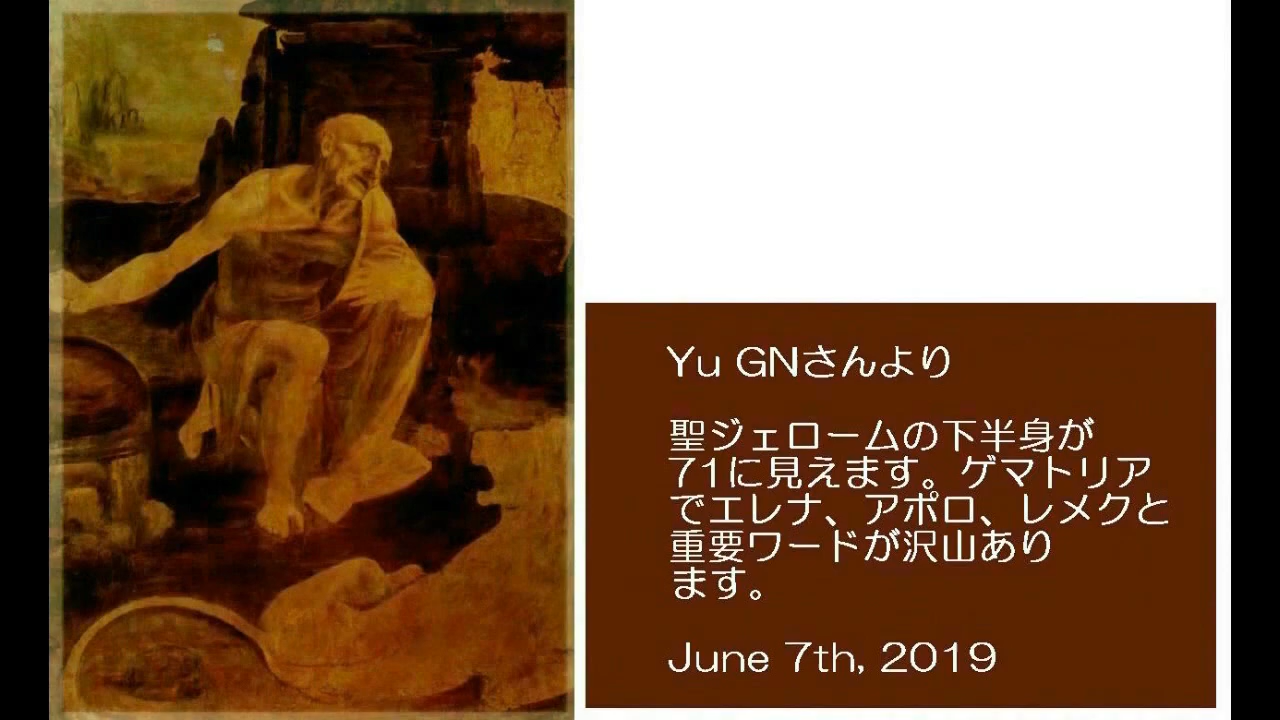 Yu GNさんより
聖ジェロームの下半身が
71に見えます。ゲマトリア
でエレナ、アポロ、レメクと
重要ワードが沢山あり
ます。
June 7th, 2019